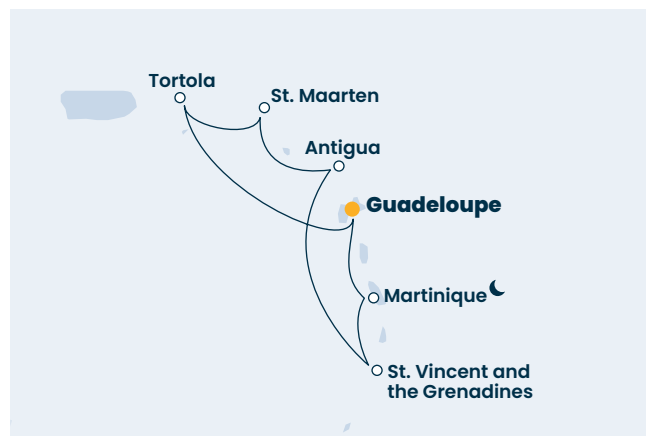 Tortola
St. Maarten
Antigua
Guadeloupe
Martinique
St. Vincent and
the Grenadines